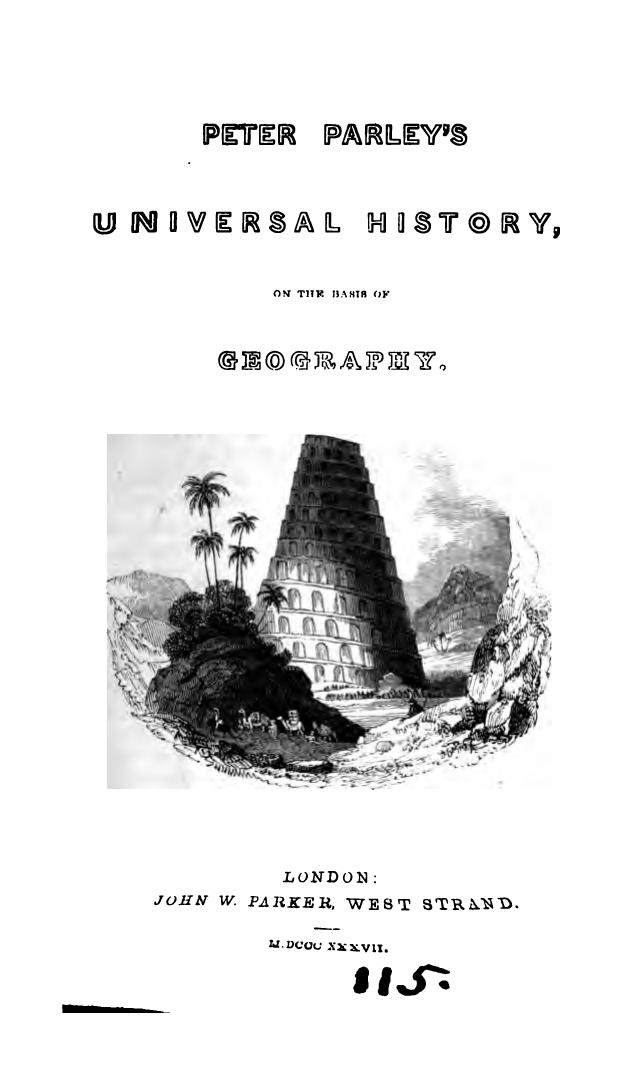 PETER PARLEY'S
UNIVERSAL HISTORY,
ON THE BASIS OF
GEOGRAPHY.
LONDON:
JOHN W. PARKER, WEST STRAND.
M.DCCC XXXVII.
115.